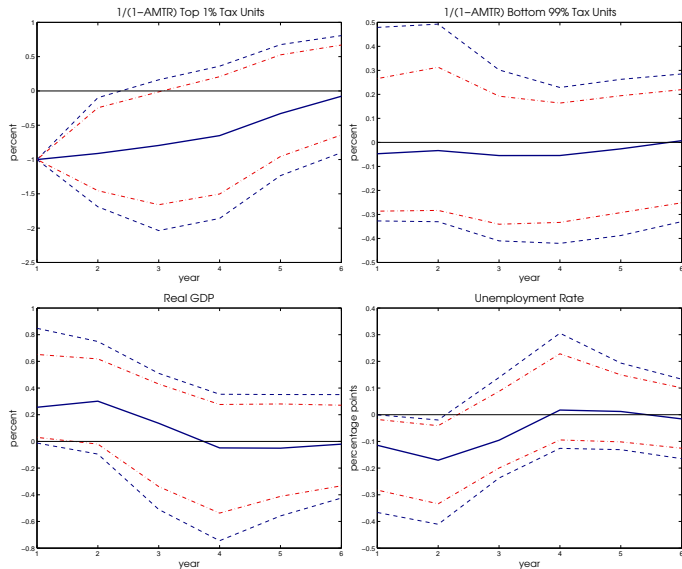 1/(1−AMTR) Top 1% Tax Units
1
0.5
0
−0.5
−1
−1.5
−2
−2.5
percent
1 2 3 4 5 6
year
1/(1−AMTR) Bottom 99% Tax Units
0.5
0.4
0.3
0.2
0.1
0
−0.1
−0.2
−0.3
−0.4
−0.5
percent
1 2 3 4 5 6
year
Real GDP
1
0.8
0.6
0.4
0.2
0
−0.2
−0.4
−0.6
−0.8
percent
1 2 3 4 5 6
year
Unemployment Rate
0.4
0.3
0.2
0.1
0
−0.1
−0.2
−0.3
−0.4
−0.5
percentage points
1 2 3 4 5 6
year